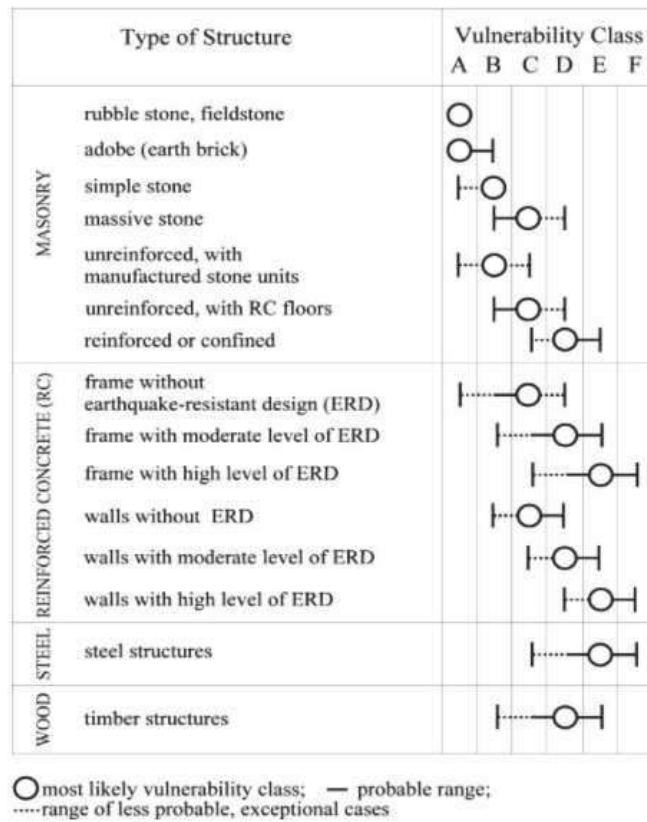 Type of Structure
Vulnerability Class
A B C D E F
MASONRY
rubble stone, fieldstone
adobe (earth brick)
simple stone
massive stone
unreinforced, with
manufactured stone units
unreinforced, with RC floors
reinforced or confined
REINFORCED CONCRETE (RC)
frame without
earthquake-resistant design (ERD)
frame with moderate level of ERD
frame with high level of ERD
walls without ERD
walls with moderate level of ERD
walls with high level of ERD
STEEL
steel structures
WOOD
timber structures
most likely vulnerability class; probable range;
range of less probable, exceptional cases